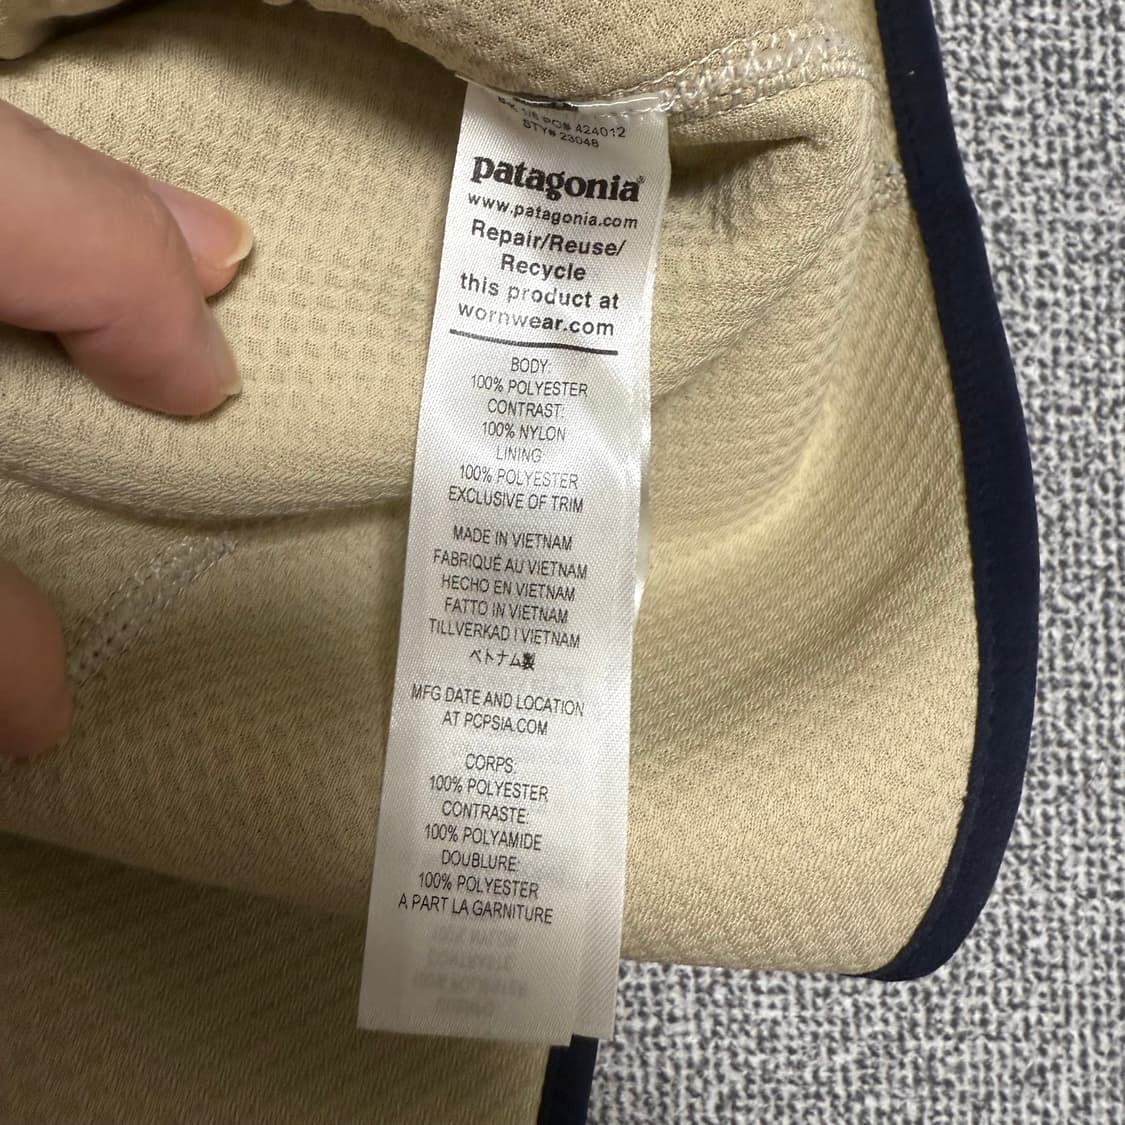 PO# 424012
STY# 23048
patagonia®
www.patagonia.com
Repair/Reuse/
Recycle
this product at
wornwear.com
BODY:
100% POLYESTER
CONTRAST:
100% NYLON
LINING:
100% POLYESTER
EXCLUSIVE OF TRIM
MADE IN VIETNAM
FABRIQUÉ AU VIETNAM
HECHO EN VIETNAM
FATTO IN VIETNAM
TILLVERKAD I VIETNAM
ベトナム製
MFG DATE AND LOCATION
AT PCPSIA.COM
CORPS:
100% POLYESTER
CONTRASTE:
100% POLYAMIDE
DOUBLURE:
100% POLYESTER
A PART LA GARNITURE